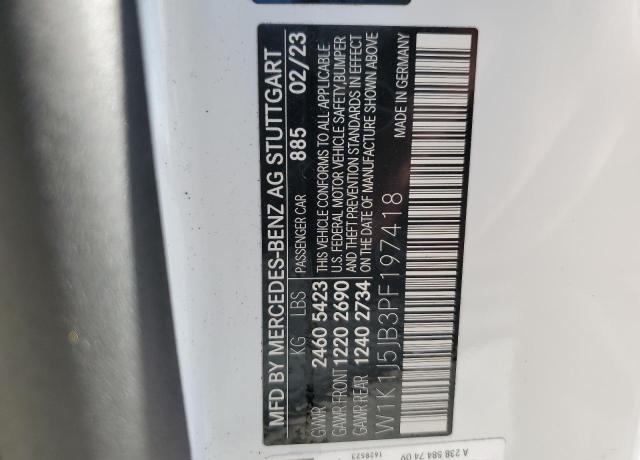 MFD BY MERCEDES-BENZ AG STUTTGART
KG LBS PASSENGER CAR 885 02/23
GVWR 2460 5423
GAWR FRONT 1220 2690
GAWR REAR 1240 2734
THIS VEHICLE CONFORMS TO ALL APPLICABLE
U.S. FEDERAL MOTOR VEHICLE SAFETY, BUMPER
AND THEFT PREVENTION STANDARDS IN EFFECT
ON THE DATE OF MANUFACTURE SHOWN ABOVE
W1K1J5JB3PF197418 MADE IN GERMANY
A 238 584 74 09